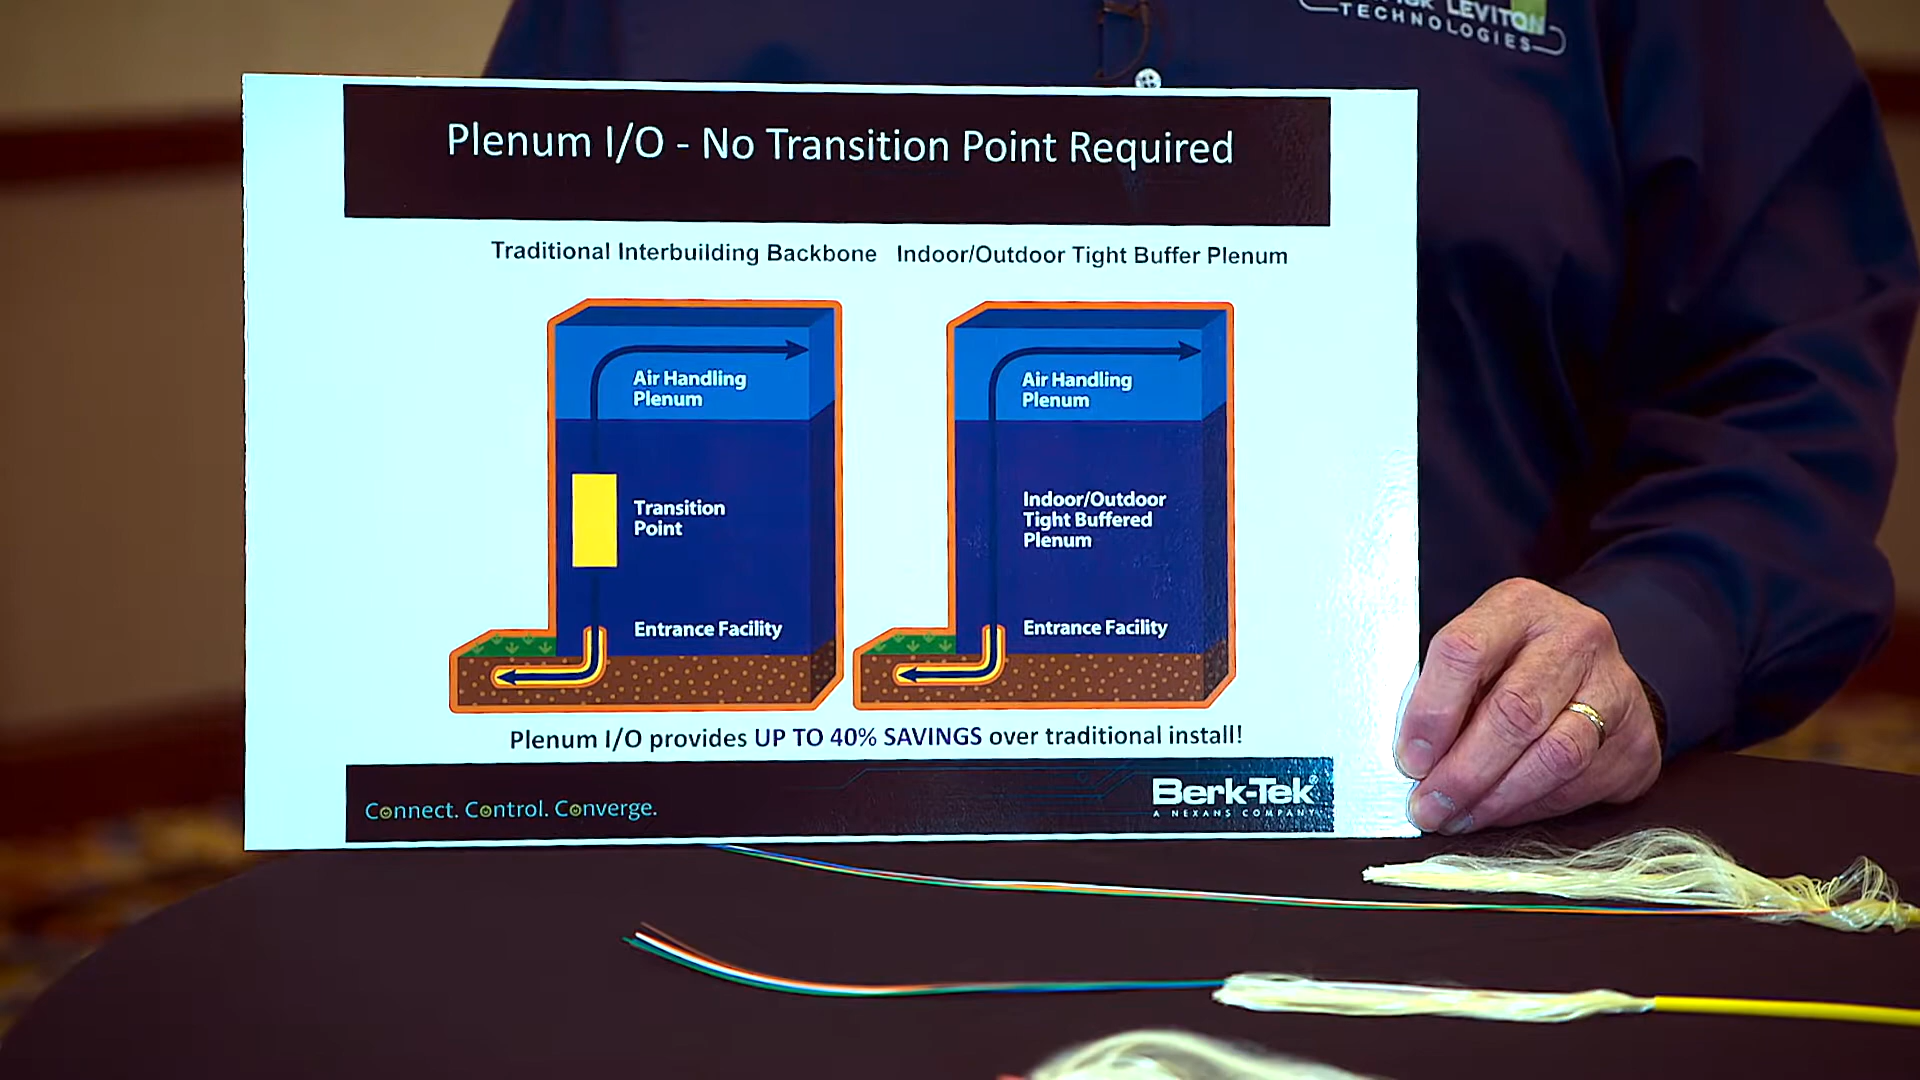 LEVITON
TECHNOLOGIES
Plenum I/O - No Transition Point Required
Traditional Interbuilding Backbone
Indoor/Outdoor Tight Buffer Plenum
Air Handling
Plenum
Transition
Point
Entrance Facility
Air Handling
Plenum
Indoor/Outdoor
Tight Buffered
Plenum
Entrance Facility
Plenum I/O provides UP TO 40% SAVINGS over traditional install!
Connect. Control. Converge.
Berk-Tek®
A NEXANS COMPANY